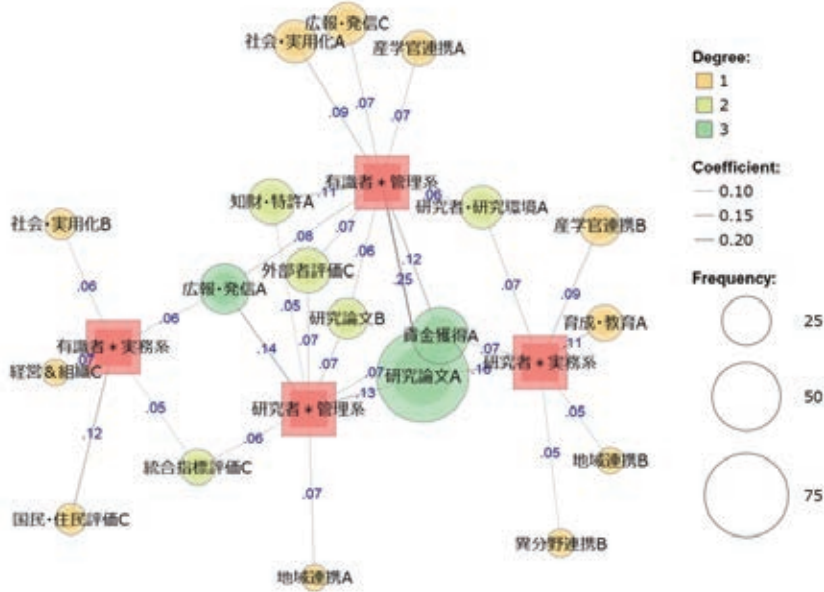 広報・発信C
社会・実用化A
産学官連携A
.09
.07
.07
有識者*管理系
知財・特許A
.11
.06
研究者・研究環境A
社会・実用化B
.08
.07
.06
.12
.25
外部者評価C
広報・発信A
産学官連携B
.06
.05
.07
.09
.06
研究論文B
資金獲得A
育成・教育A
有識者*実務系
.07
経営&組織C
.14
.07
.07
.07
研究論文A
.16
研究者*実務系
.11
.13
研究者*管理系
.12
.05
.06
.05
統合指標評価C
.05
地域連携B
.07
国民・住民評価C
異分野連携B
地域連携A
Degree:
1
2
3
Coefficient:
0.10
0.15
0.20
Frequency:
25
50
75